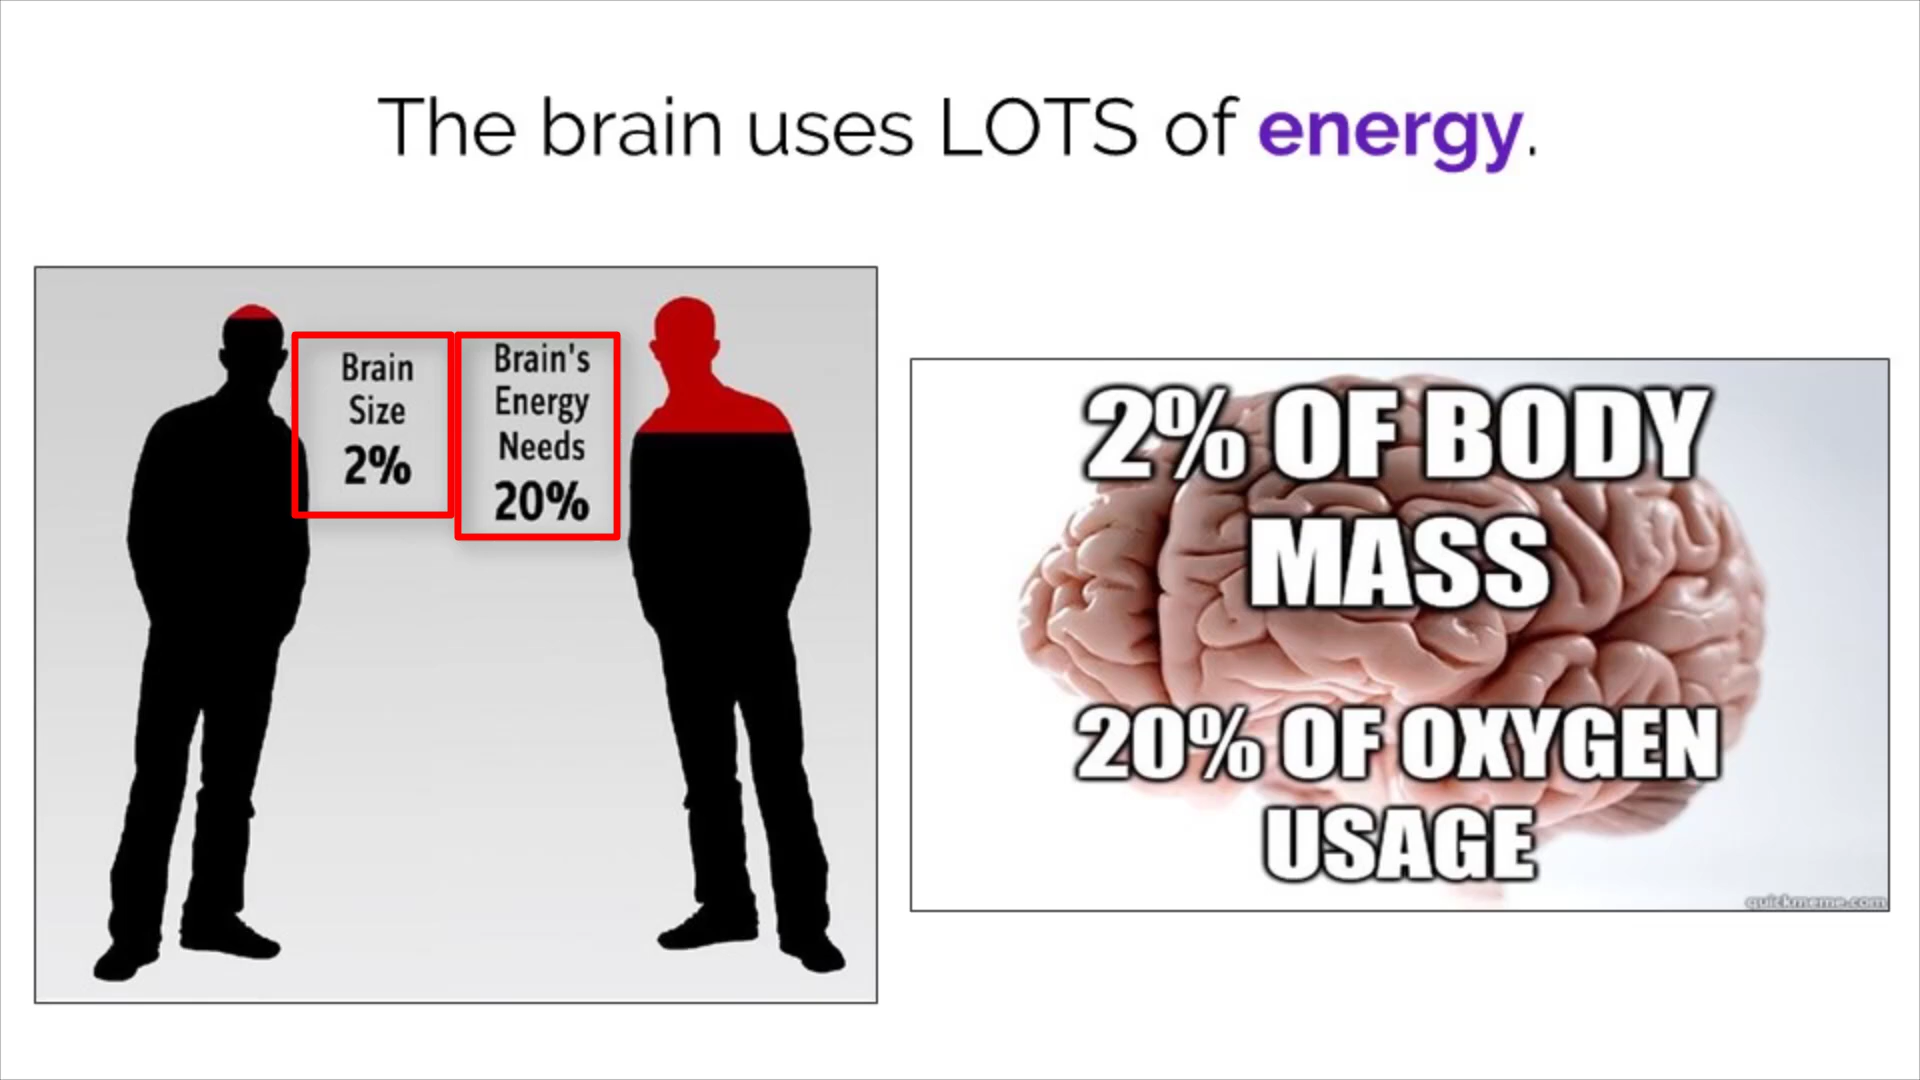 The brain uses LOTS of energy.
Brain
Size
2%
Brain's
Energy
Needs
20%
2% OF BODY
MASS
20% OF OXYGEN
USAGE
quickmeme.com